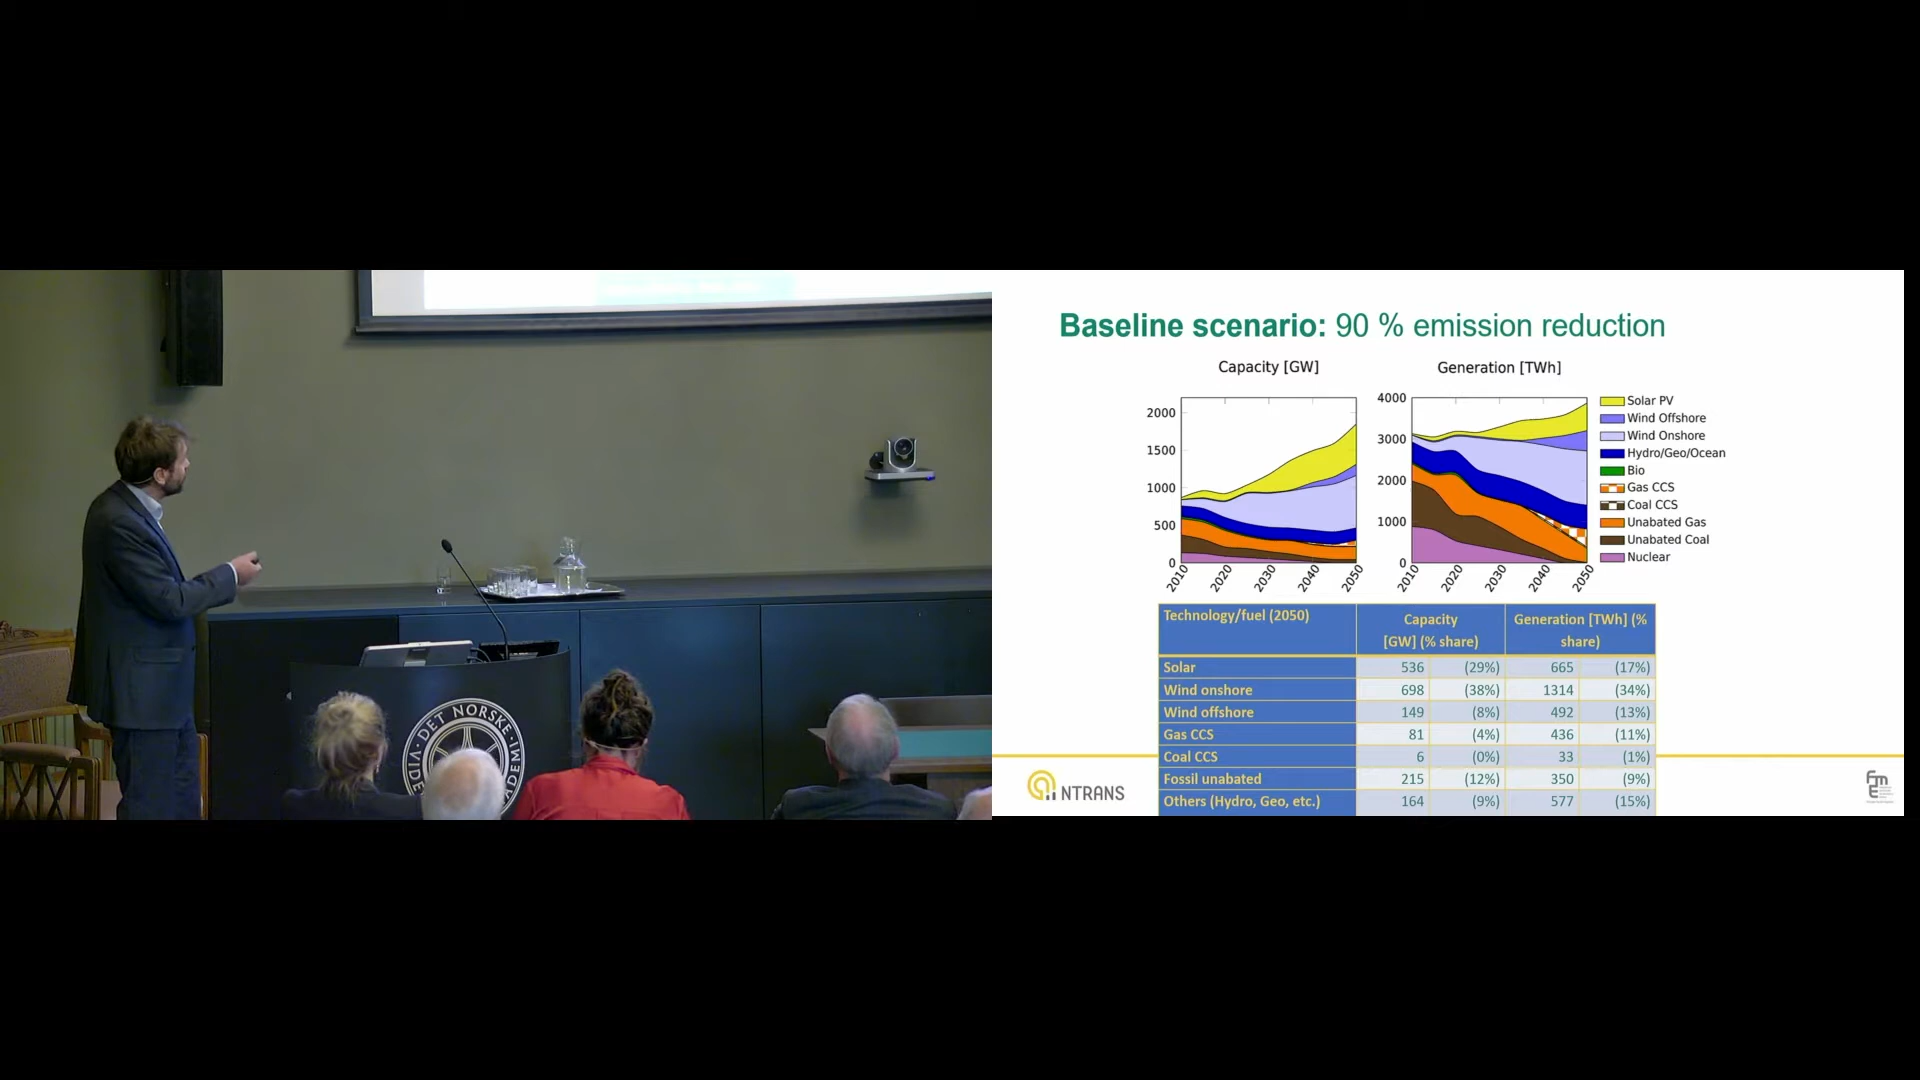 DET NORSKE
VIDE
EMI
Baseline scenario: 90 % emission reduction
Capacity [GW]
2000
1500
1000
500
0
2010
2020
2030
2040
2050
Generation [TWh]
4000
3000
2000
1000
0
2010
2020
2030
2040
2050
Solar PV
Wind Offshore
Wind Onshore
Hydro/Geo/Ocean
Bio
Gas CCS
Coal CCS
Unabated Gas
Unabated Coal
Nuclear
Technology/fuel (2050) Capacity [GW] (% share) Generation [TWh] (% share)
Solar 536 (29%) 665 (17%)
Wind onshore 698 (38%) 1314 (34%)
Wind offshore 149 (8%) 492 (13%)
Gas CCS 81 (4%) 436 (11%)
Coal CCS 6 (0%) 33 (1%)
Fossil unabated 215 (12%) 350 (9%)
Others (Hydro, Geo, etc.) 164 (9%) 577 (15%)
NTRANS
FME